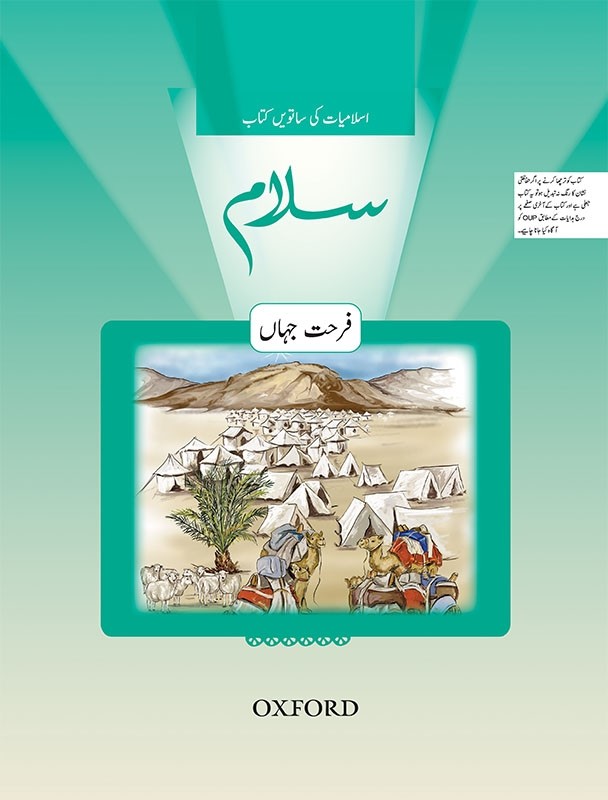 اسلامیات کی ساتویں کتاب
سلام
کتاب کو ترچھا کرنے پر اگر حفاظتی
نشان کا رنگ نہ تبدیل ہو تو یہ کتاب
جعلی ہے اور کتاب کے آخری صفحے پر
درج ہدایات کے مطابق OUP کو
آگاہ کیا جانا چاہیے۔
فرحت جہاں
OXFORD